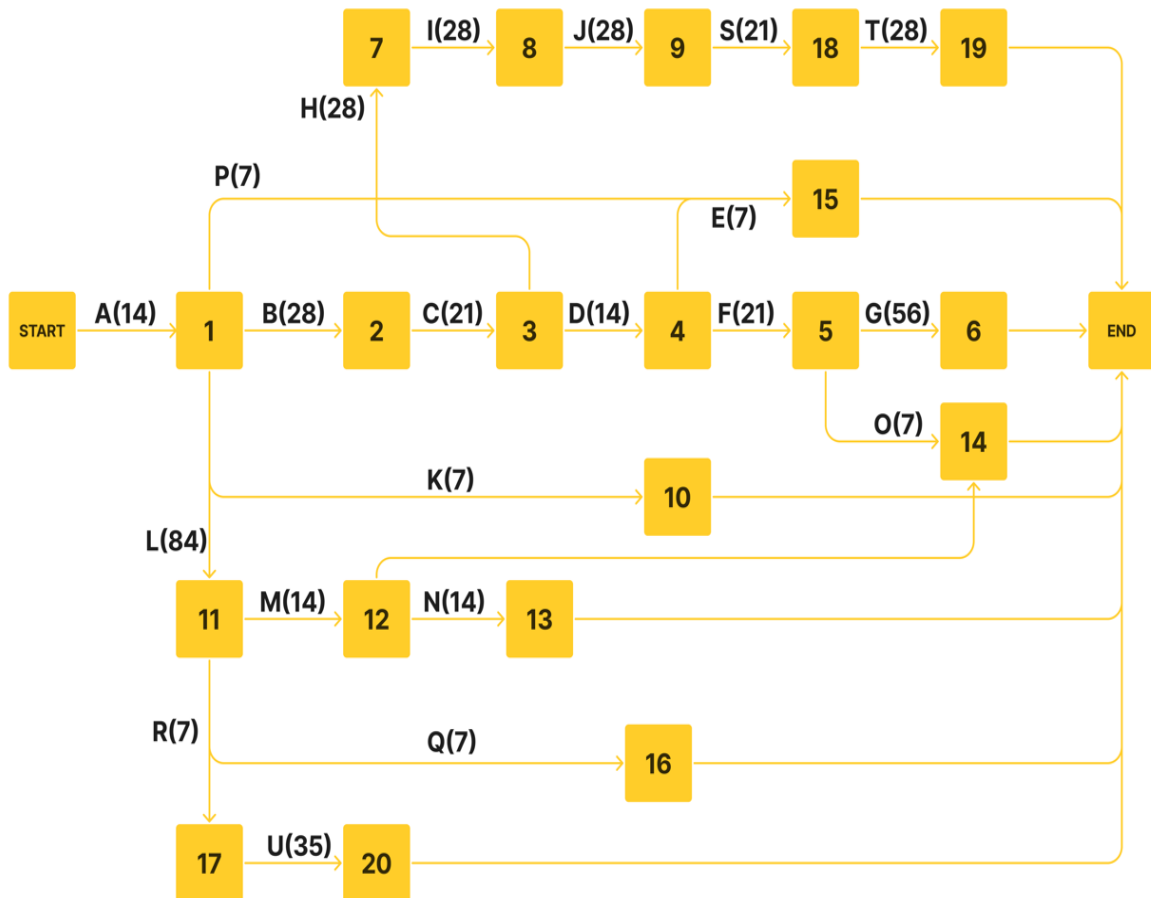 I(28) J(28) S(21) T(28)
7 8 9 18 19
H(28)
P(7)
15
E(7)
A(14) B(28) C(21) D(14) F(21) G(56)
START 1 2 3 4 5 6 END
O(7)
14
K(7)
10
L(84)
M(14) N(14)
11 12 13
R(7) Q(7)
16
U(35)
17 20